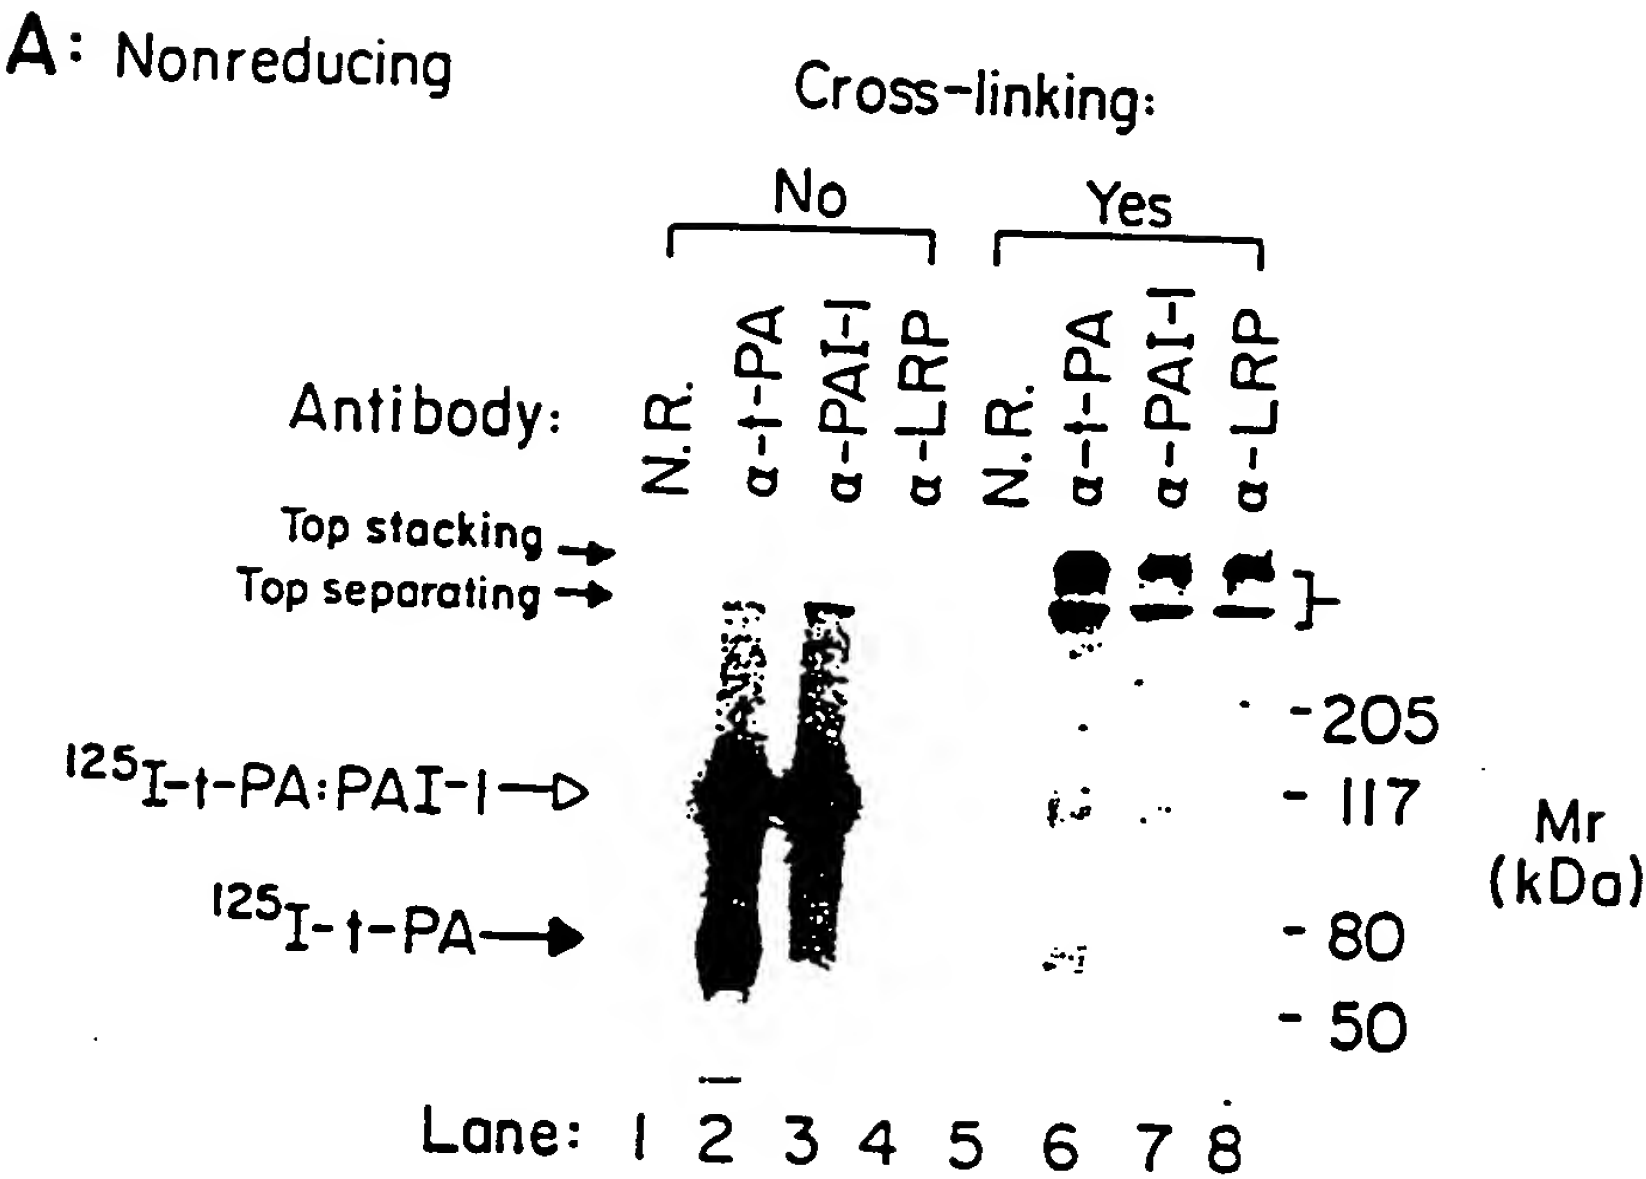 A: Nonreducing
Cross-linking:
No
Yes
Antibody:
N.R.
α-t-PA
α-PAI-I
α-LRP
N.R.
α-t-PA
α-PAI-I
α-LRP
Top stacking
Top separating
125I-t-PA:PAI-I
125I-t-PA
205
117
80
50
Mr
(kDa)
Lane: 1 2 3 4 5 6 7 8